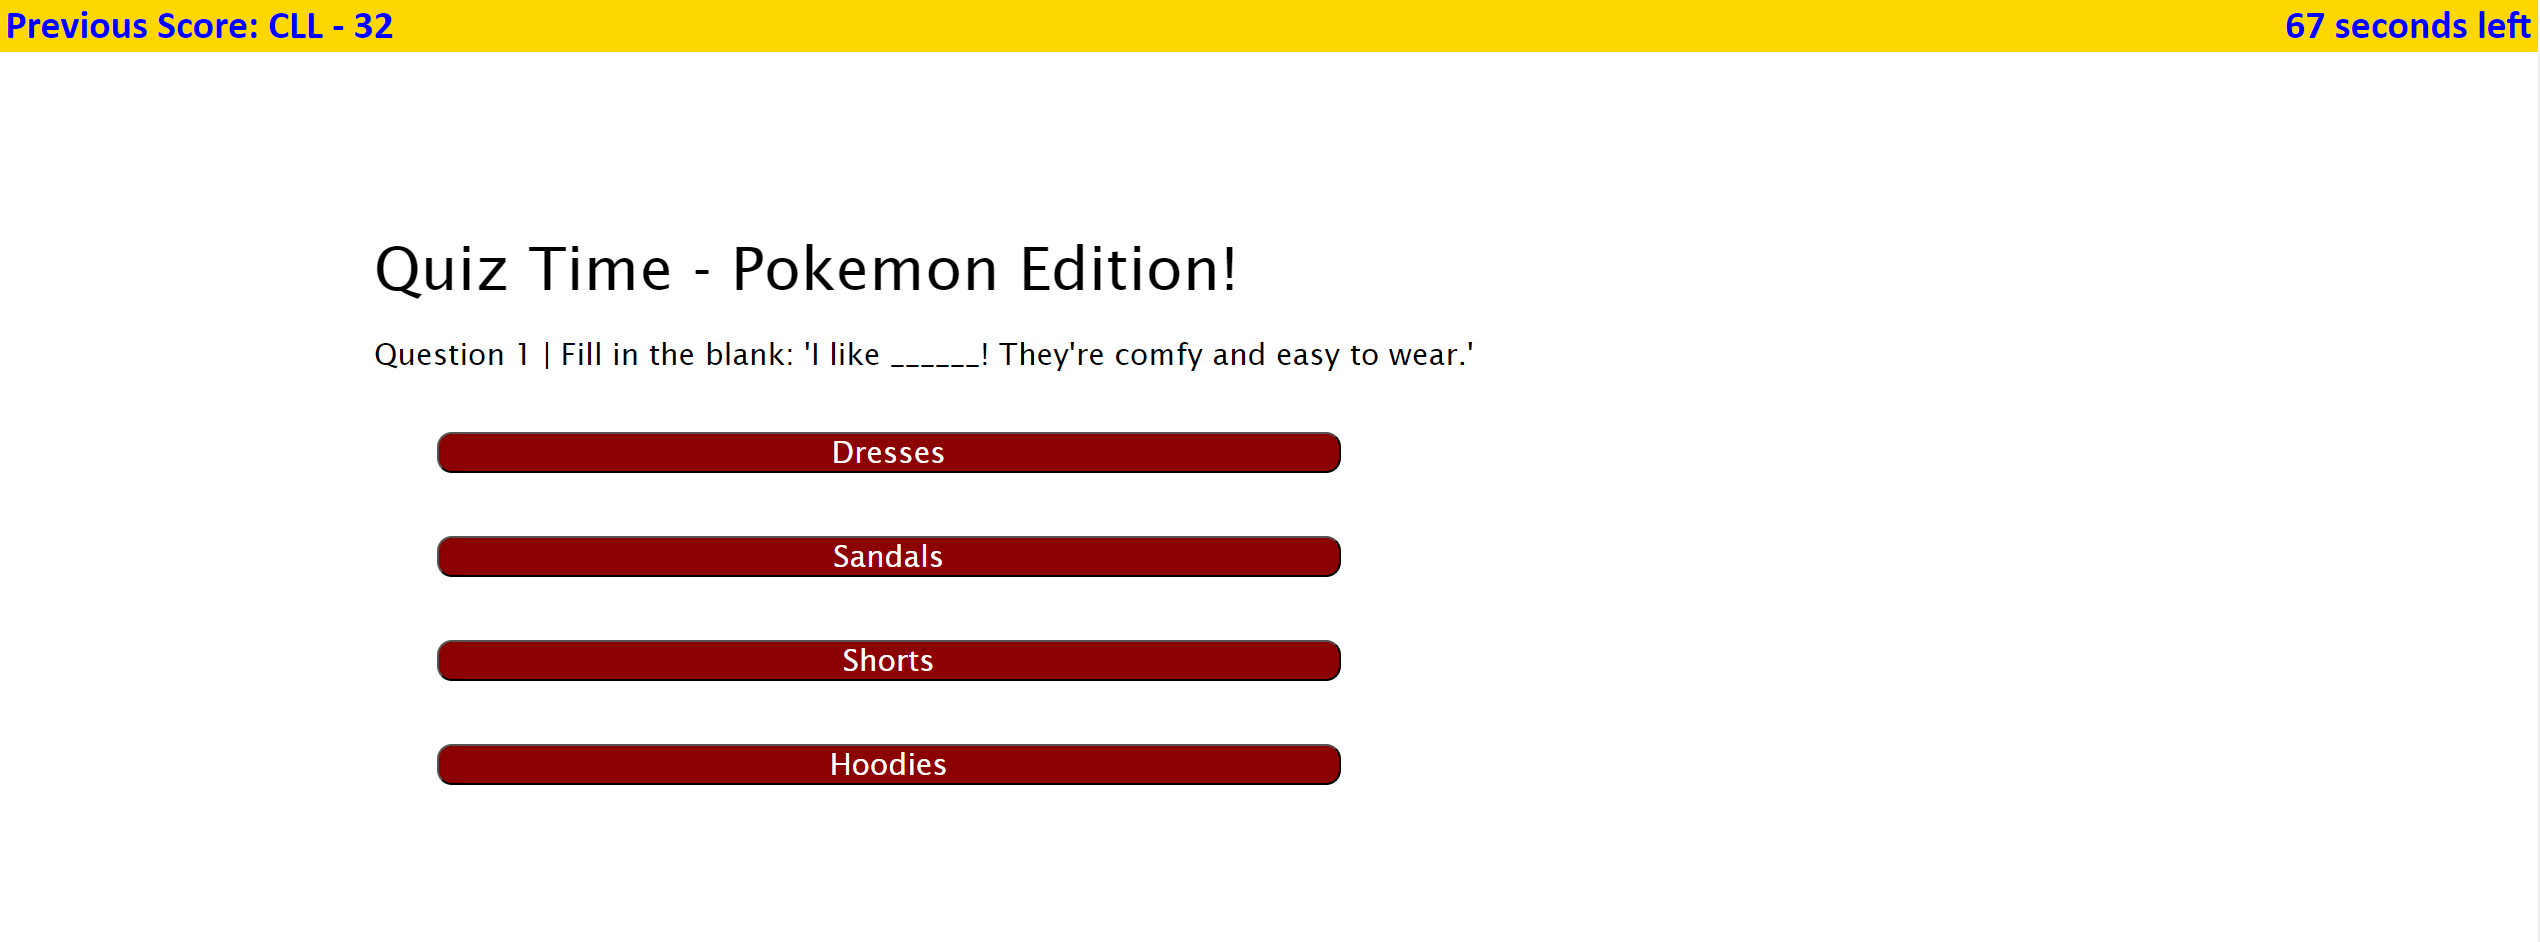 Previous Score: CLL - 32
67 seconds left
Quiz Time - Pokemon Edition!
Question 1 | Fill in the blank: 'I like ______! They're comfy and easy to wear.'
Dresses
Sandals
Shorts
Hoodies